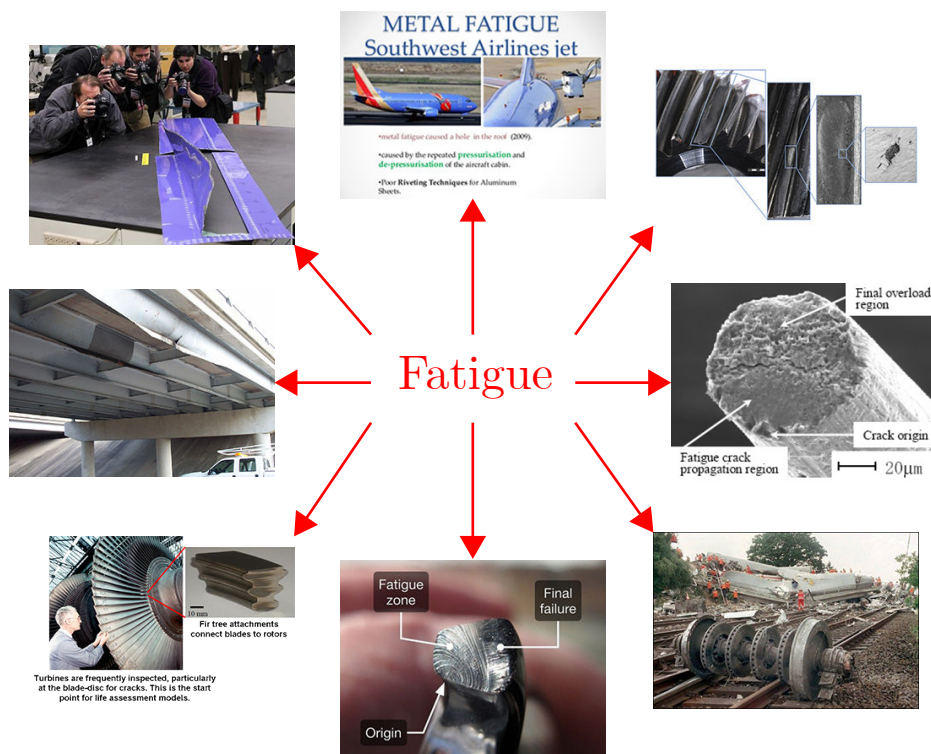 METAL FATIGUE
Southwest Airlines jet
•metal fatigue caused a hole in the roof (2009).
•caused by the repeated pressurisation and
de-pressurisation of the aircraft cabin.
•Poor Riveting Techniques for Aluminum
Sheets.
Fatigue
Final overload
region
Crack origin
Fatigue crack
propagation region
20μm
10 mm
Fir tree attachments
connect blades to rotors
Turbines are frequently inspected, particularly
at the blade-disc for cracks. This is the start
point for life assessment models.
Fatigue
zone
Final
failure
Origin